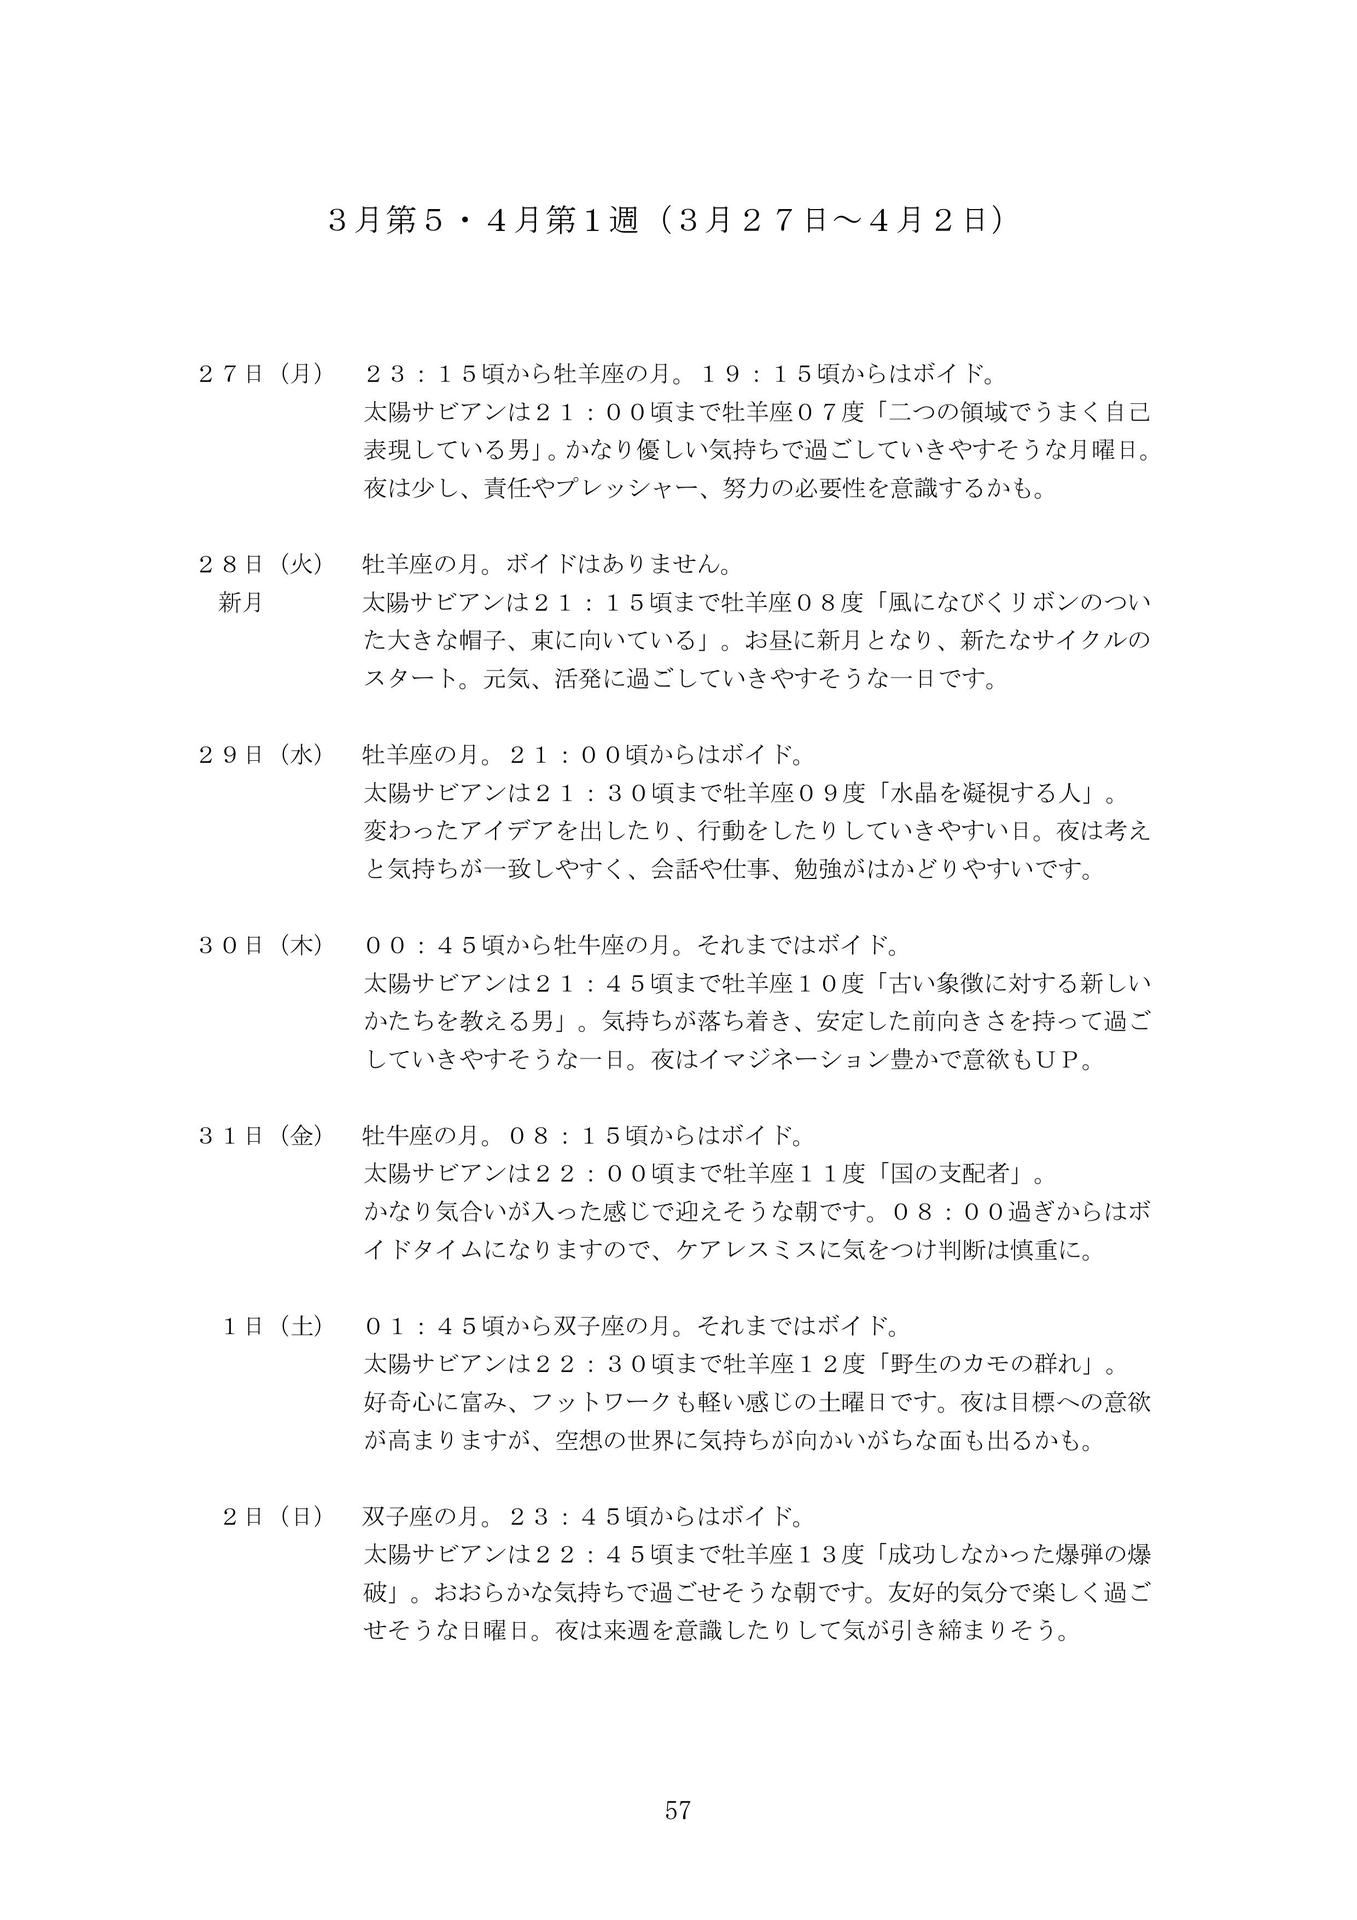 ３月第５・４月第１週（３月２７日～４月２日）
２７日（月）　２３：１５頃から牡羊座の月。１９：１５頃からはボイド。
太陽サビアンは２１：００頃まで牡羊座０７度「二つの領域でうまく自己
表現している男」。かなり優しい気持ちで過ごしていきやすそうな月曜日。
夜は少し、責任やプレッシャー、努力の必要性を意識するかも。
２８日（火）　牡羊座の月。ボイドはありません。
新月　太陽サビアンは２１：１５頃まで牡羊座０８度「風になびくリボンのつい
た大きな帽子、東に向いている」。お昼に新月となり、新たなサイクルの
スタート。元気、活発に過ごしていきやすそうな一日です。
２９日（水）　牡羊座の月。２１：００頃からはボイド。
太陽サビアンは２１：３０頃まで牡羊座０９度「水晶を凝視する人」。
変わったアイデアを出したり、行動をしたりしていきやすい日。夜は考え
と気持ちが一致しやすく、会話や仕事、勉強がはかどりやすいです。
３０日（木）　００：４５頃から牡牛座の月。それまではボイド。
太陽サビアンは２１：４５頃まで牡羊座１０度「古い象徴に対する新しい
かたちを教える男」。気持ちが落ち着き、安定した前向きさを持って過ご
していきやすそうな一日。夜はイマジネーション豊かで意欲もＵＰ。
３１日（金）　牡牛座の月。０８：１５頃からはボイド。
太陽サビアンは２２：００頃まで牡羊座１１度「国の支配者」。
かなり気合いが入った感じで迎えそうな朝です。０８：００過ぎからはボ
イドタイムになりますので、ケアレスミスに気をつけ判断は慎重に。
１日（土）　０１：４５頃から双子座の月。それまではボイド。
太陽サビアンは２２：３０頃まで牡羊座１２度「野生のカモの群れ」。
好奇心に富み、フットワークも軽い感じの土曜日です。夜は目標への意欲
が高まりますが、空想の世界に気持ちが向かいがちな面も出るかも。
２日（日）　双子座の月。２３：４５頃からはボイド。
太陽サビアンは２２：４５頃まで牡羊座１３度「成功しなかった爆弾の爆
破」。おおらかな気持ちで過ごせそうな朝です。友好的気分で楽しく過ご
せそうな日曜日。夜は来週を意識したりして気が引き締まりそう。
57